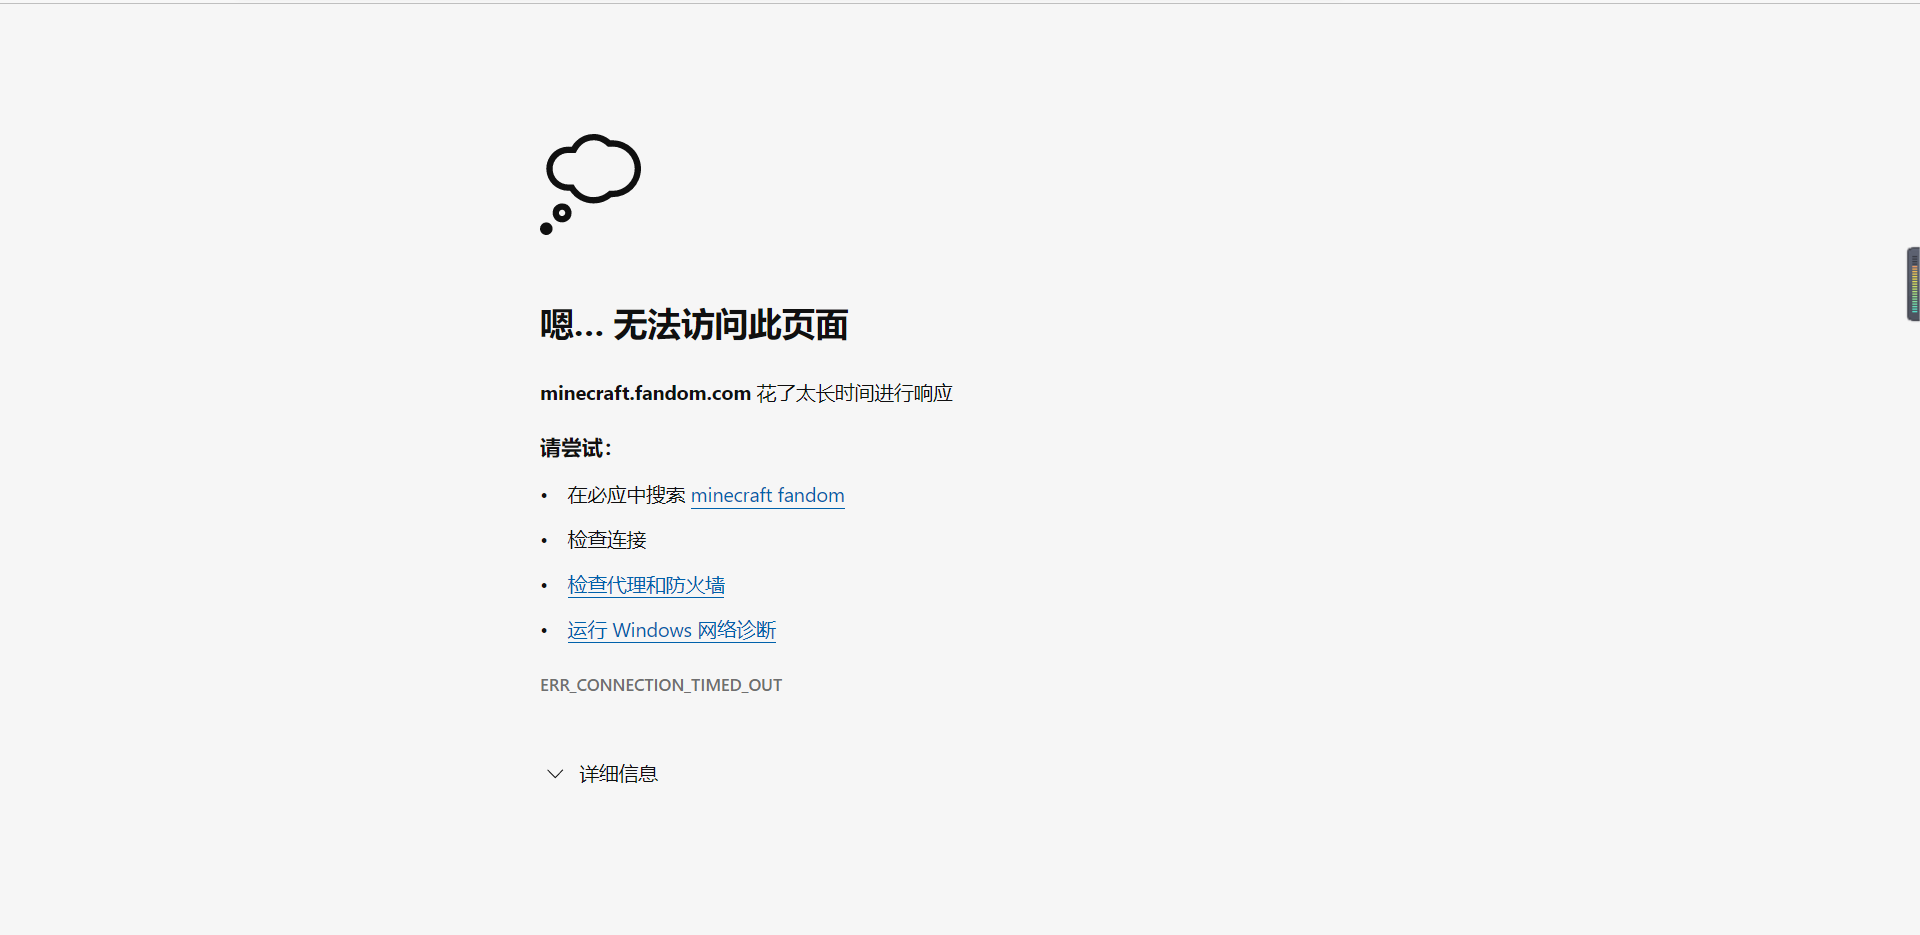 嗯… 无法访问此页面
minecraft.fandom.com 花了太长时间进行响应
请尝试：
• 在必应中搜索 minecraft fandom
• 检查连接
• 检查代理和防火墙
• 运行 Windows 网络诊断
ERR_CONNECTION_TIMED_OUT
详细信息